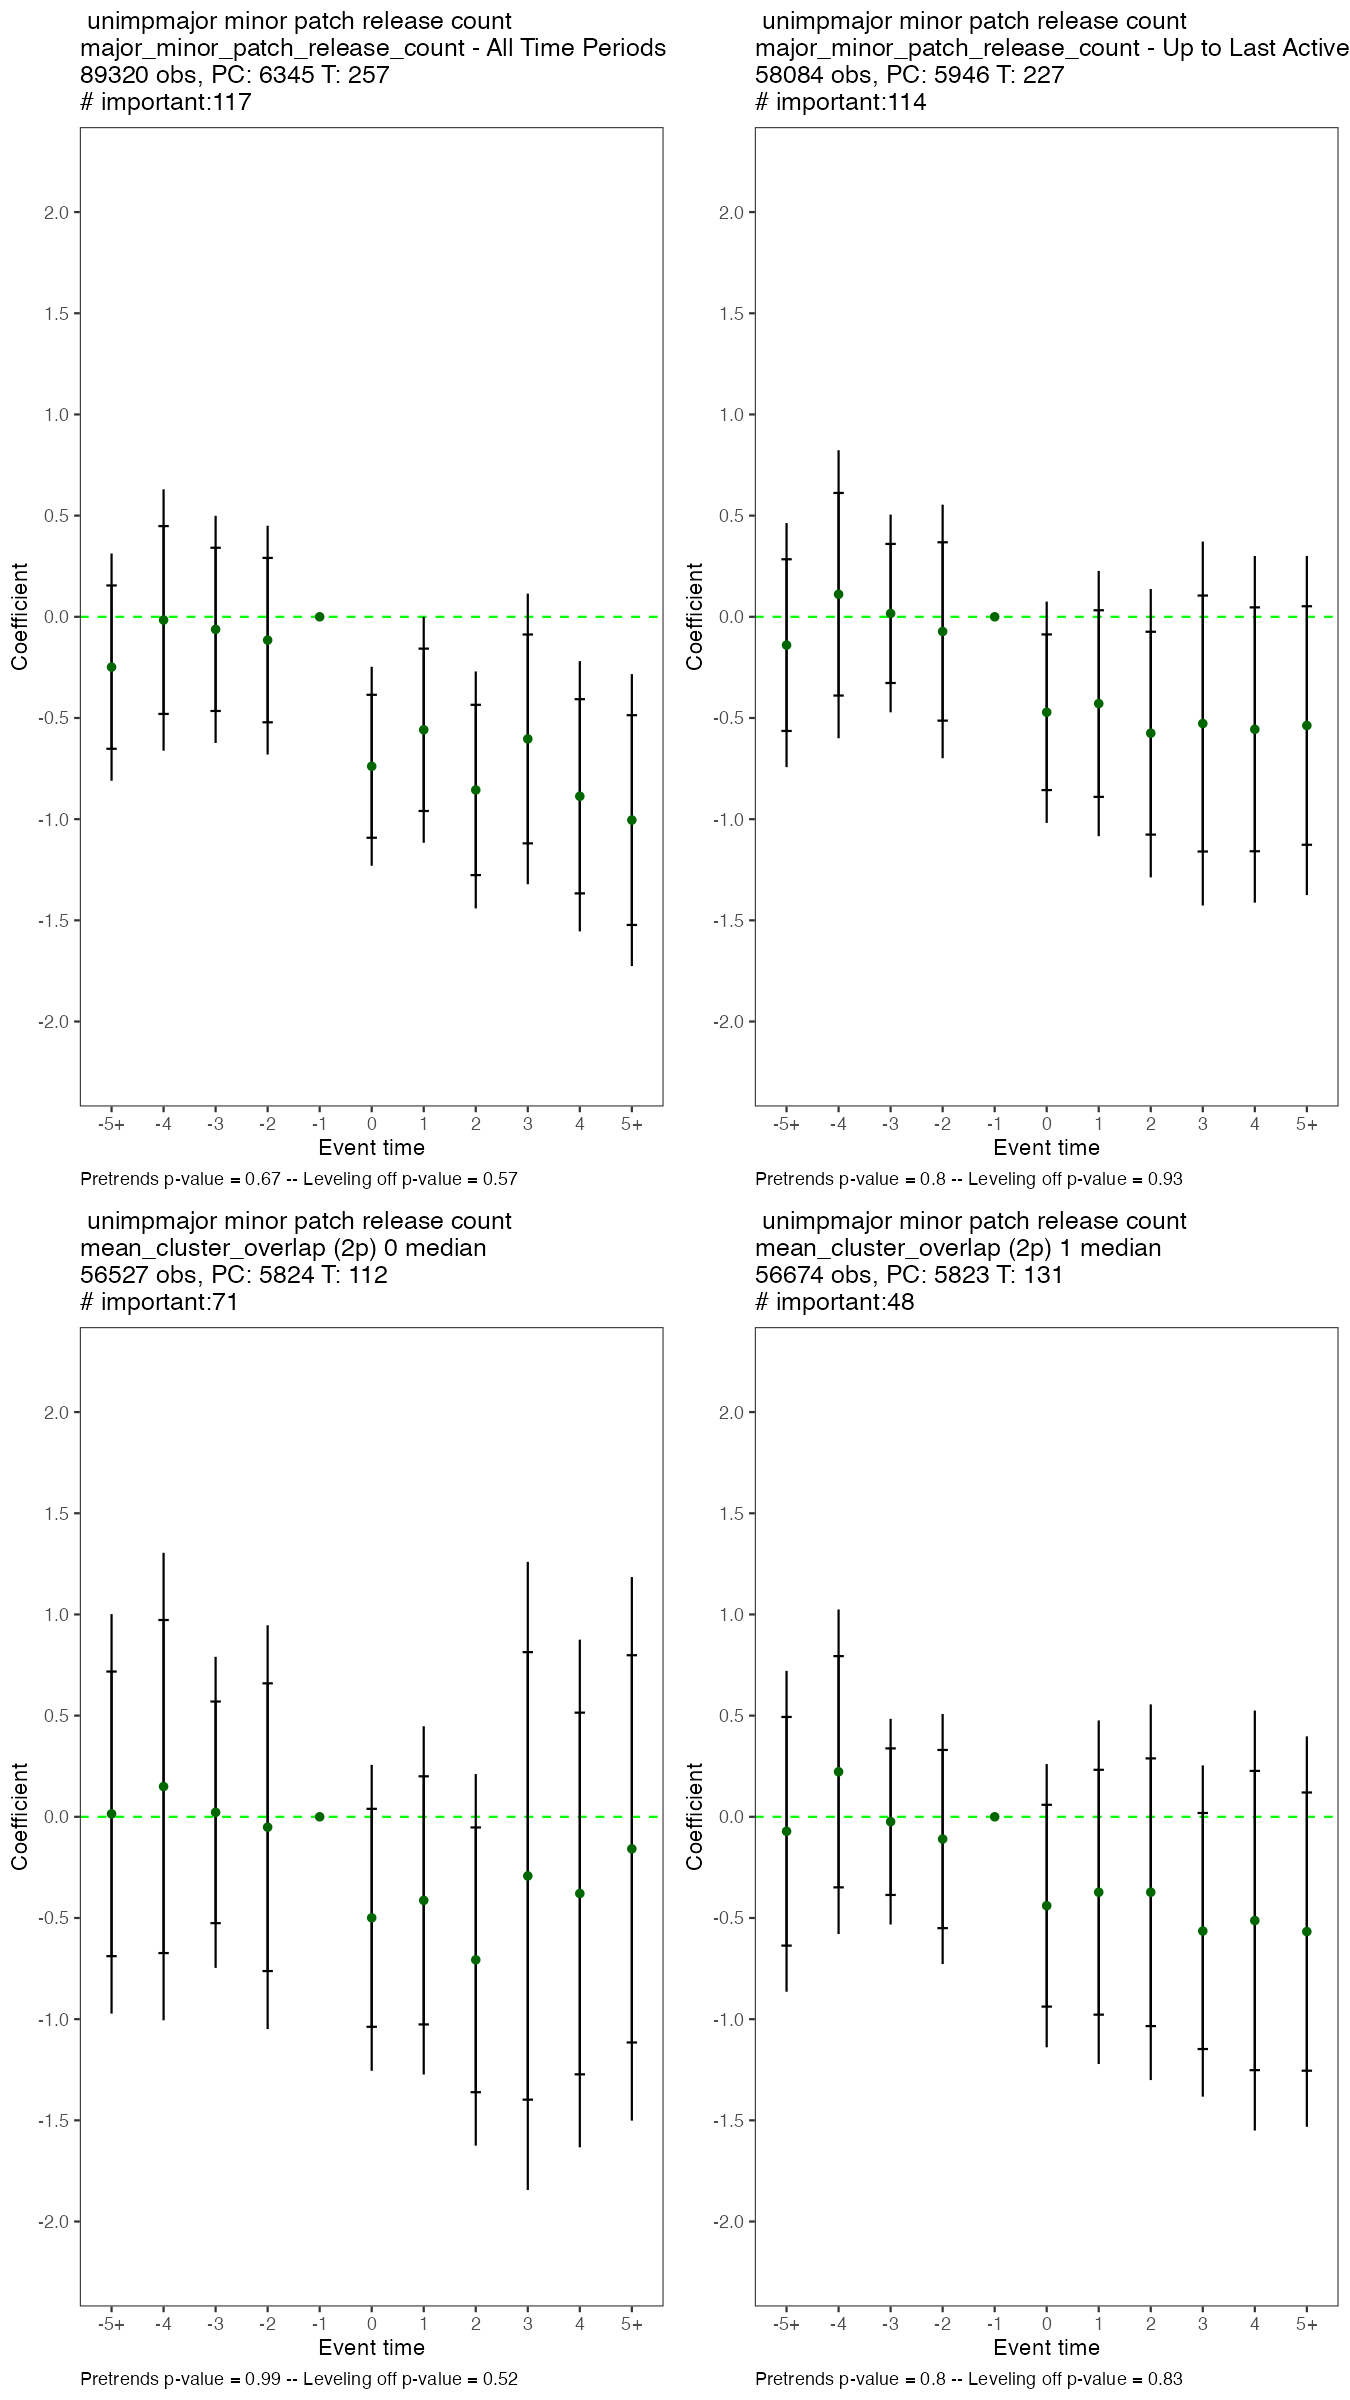 unimpmajor minor patch release count
major_minor_patch_release_count - All Time Periods
89320 obs, PC: 6345 T: 257
# important:117
2.0
1.5
1.0
0.5
0.0
-0.5
-1.0
-1.5
-2.0
Coefficient
-5+ -4 -3 -2 -1 0 1 2 3 4 5+
Event time
Pretrends p-value = 0.67 -- Leveling off p-value = 0.57
unimpmajor minor patch release count
major_minor_patch_release_count - Up to Last Active
58084 obs, PC: 5946 T: 227
# important:114
2.0
1.5
1.0
0.5
0.0
-0.5
-1.0
-1.5
-2.0
Coefficient
-5+ -4 -3 -2 -1 0 1 2 3 4 5+
Event time
Pretrends p-value = 0.8 -- Leveling off p-value = 0.93
unimpmajor minor patch release count
mean_cluster_overlap (2p) 0 median
56527 obs, PC: 5824 T: 112
# important:71
2.0
1.5
1.0
0.5
0.0
-0.5
-1.0
-1.5
-2.0
Coefficient
-5+ -4 -3 -2 -1 0 1 2 3 4 5+
Event time
Pretrends p-value = 0.99 -- Leveling off p-value = 0.52
unimpmajor minor patch release count
mean_cluster_overlap (2p) 1 median
56674 obs, PC: 5823 T: 131
# important:48
2.0
1.5
1.0
0.5
0.0
-0.5
-1.0
-1.5
-2.0
Coefficient
-5+ -4 -3 -2 -1 0 1 2 3 4 5+
Event time
Pretrends p-value = 0.8 -- Leveling off p-value = 0.83